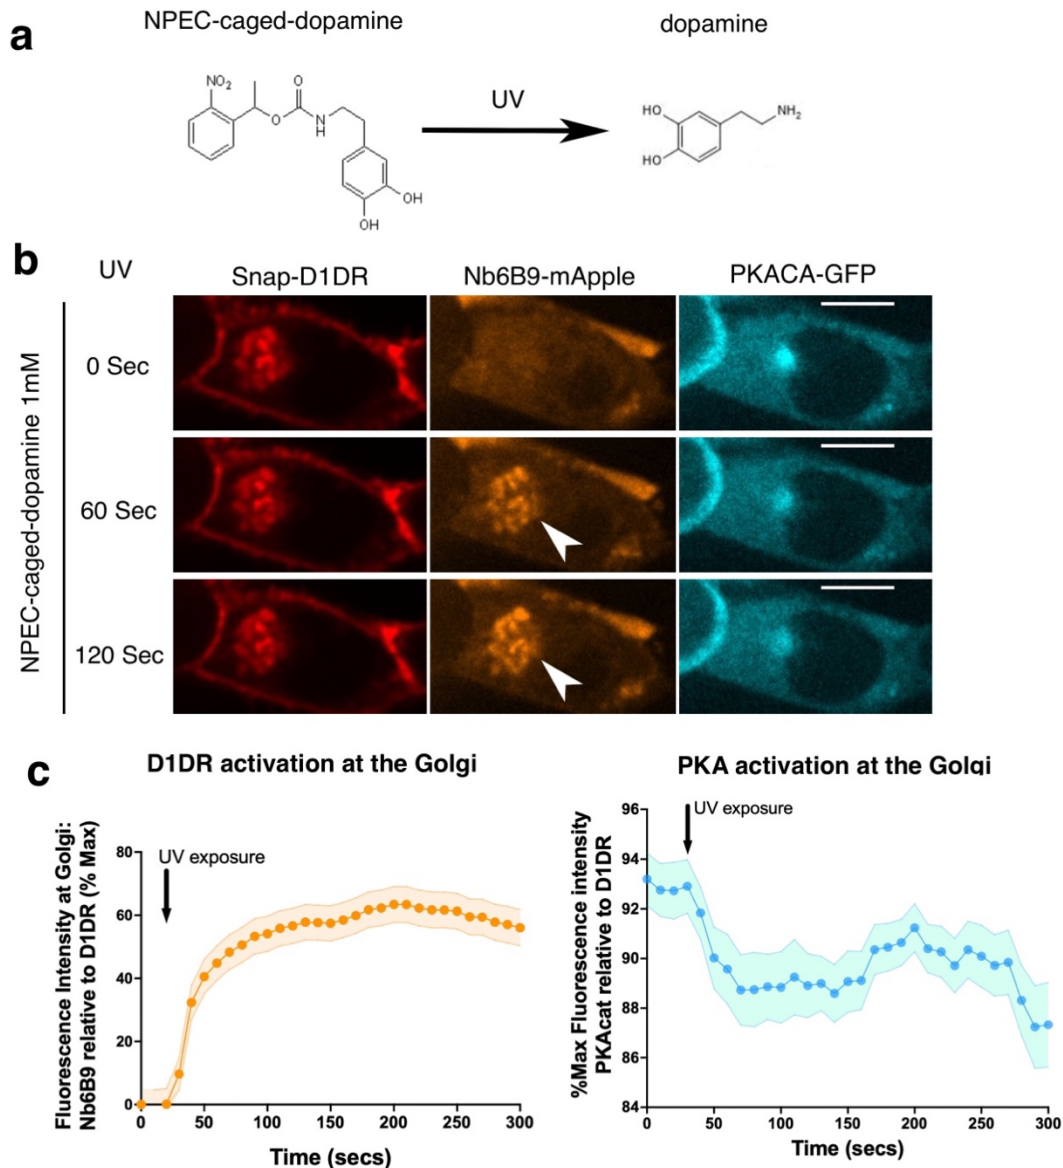 a
NPEC-caged-dopamine
dopamine
NO₂
O
O
N
H
OH
OH
UV
HO
HO
NH₂
b
UV
Snap-D1DR
Nb6B9-mApple
PKACA-GFP
NPEC-caged-dopamine 1mM
0 Sec
60 Sec
120 Sec
c
D1DR activation at the Golgi
Fluorescence Intensity at Golgi:
Nb6B9 relative to D1DR (% Max)
UV exposure
80
60
40
20
0
0 50 100 150 200 250 300
Time (secs)
PKA activation at the Golgi
%Max Fluorescence intensity
PKAcat relative to D1DR
UV exposure
96
94
92
90
88
86
84
0 50 100 150 200 250 300
Time (secs)